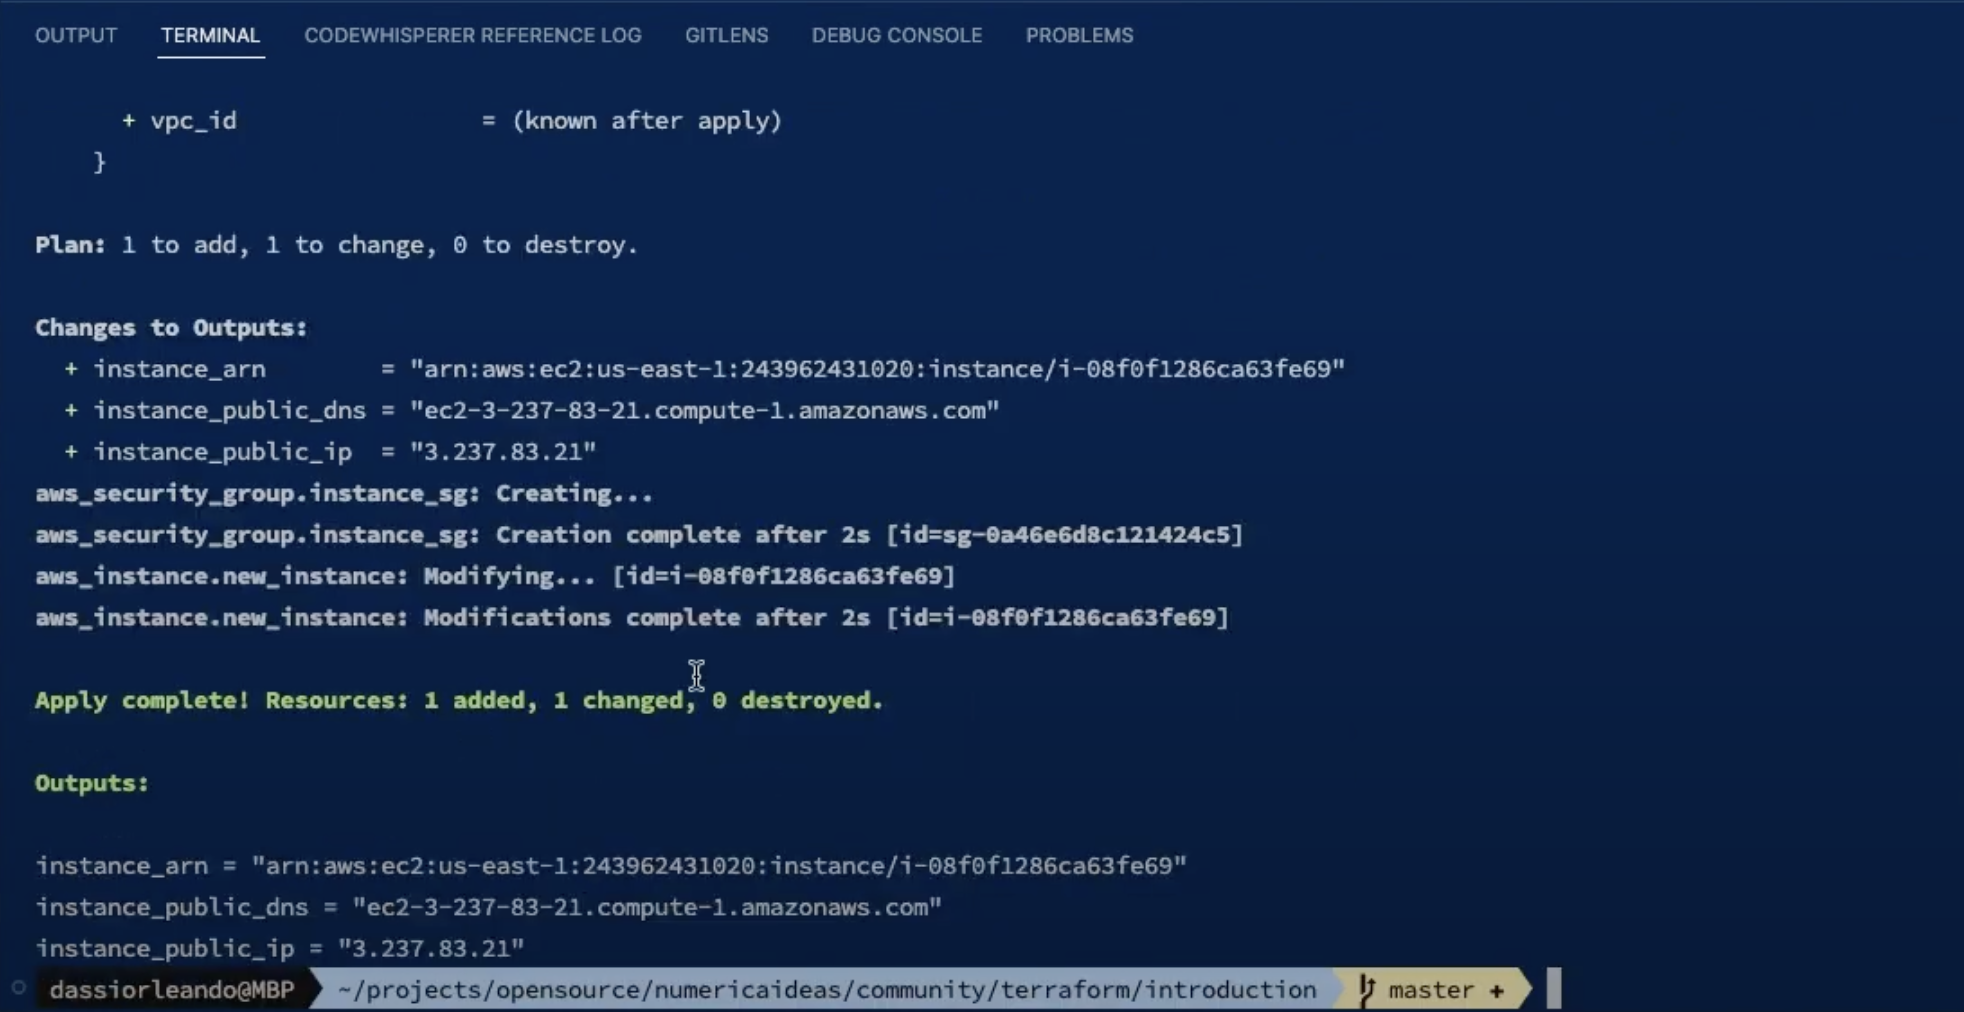 OUTPUT TERMINAL CODEWHISPERER REFERENCE LOG GITLENS DEBUG CONSOLE PROBLEMS
+ vpc_id = (known after apply)
}
Plan: 1 to add, 1 to change, 0 to destroy.
Changes to Outputs:
+ instance_arn = "arn:aws:ec2:us-east-1:243962431020:instance/i-08f0f1286ca63fe69"
+ instance_public_dns = "ec2-3-237-83-21.compute-1.amazonaws.com"
+ instance_public_ip = "3.237.83.21"
aws_security_group.instance_sg: Creating...
aws_security_group.instance_sg: Creation complete after 2s [id=sg-0a46e6d8c121424c5]
aws_instance.new_instance: Modifying... [id=i-08f0f1286ca63fe69]
aws_instance.new_instance: Modifications complete after 2s [id=i-08f0f1286ca63fe69]
Apply complete! Resources: 1 added, 1 changed, 0 destroyed.
Outputs:
instance_arn = "arn:aws:ec2:us-east-1:243962431020:instance/i-08f0f1286ca63fe69"
instance_public_dns = "ec2-3-237-83-21.compute-1.amazonaws.com"
instance_public_ip = "3.237.83.21"
dassiorleando@MBP ~/projects/opensource/numericaideas/community/terraform/introduction master +